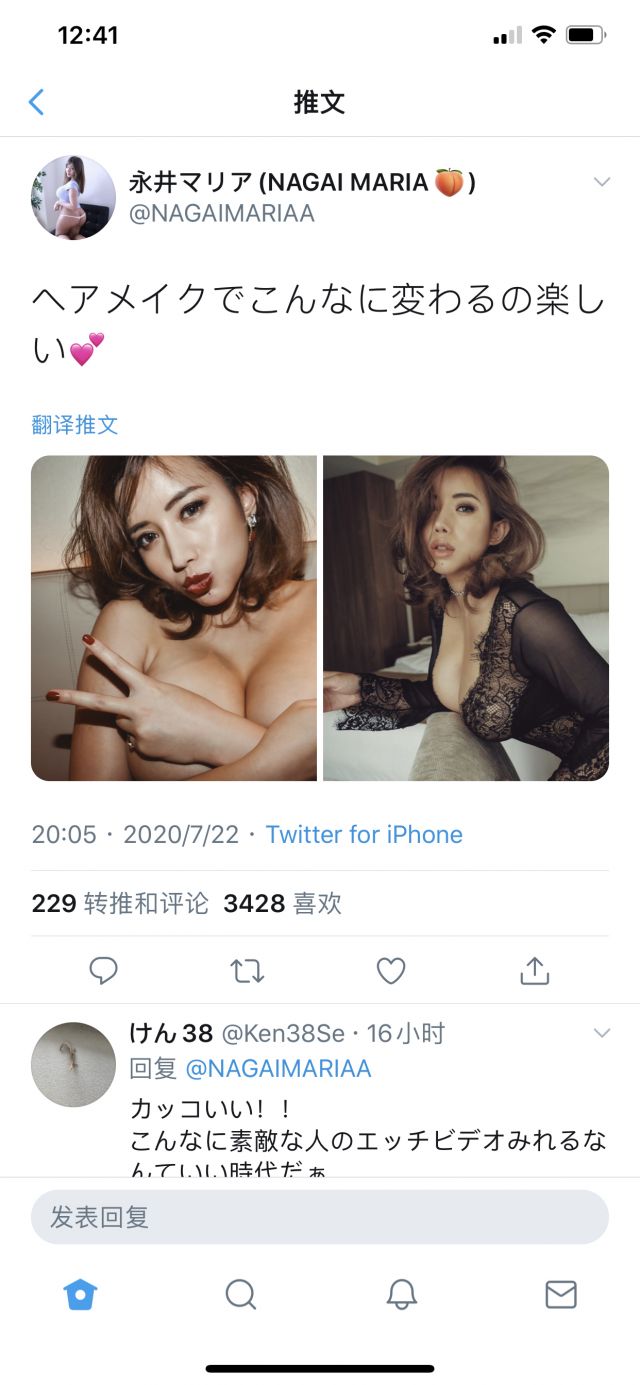 12:41
推文
永井マリア(NAGAI MARIA 🍑)
@NAGAIMARIAA
ヘアメイクでこんなに変わるの楽し
い💕
翻译推文
20:05 · 2020/7/22 · Twitter for iPhone
229 转推和评论 3428 喜欢
けん38 @Ken38Se · 16小时
回复 @NAGAIMARIAA
カッコいい！！
こんなに素敵な人のエッチビデオみれるな
んていい時代だぁ
发表回复